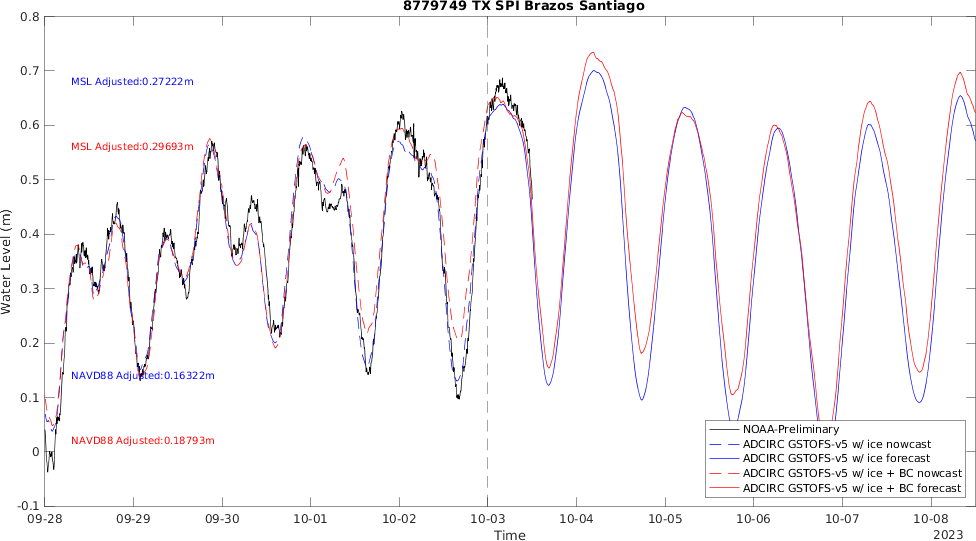 8779749 TX SPI Brazos Santiago
0.8
0.7
0.6
0.5
0.4
0.3
0.2
0.1
0
-0.1
Water Level (m)
MSL Adjusted:0.27222m
MSL Adjusted:0.29693m
NAVD88 Adjusted:0.16322m
NAVD88 Adjusted:0.18793m
NOAA-Preliminary
ADCIRC GSTOFS-v5 w/ ice nowcast
ADCIRC GSTOFS-v5 w/ ice forecast
ADCIRC GSTOFS-v5 w/ ice + BC nowcast
ADCIRC GSTOFS-v5 w/ ice + BC forecast
09-28 09-29 09-30 10-01 10-02 10-03 10-04 10-05 10-06 10-07 10-08
Time
2023